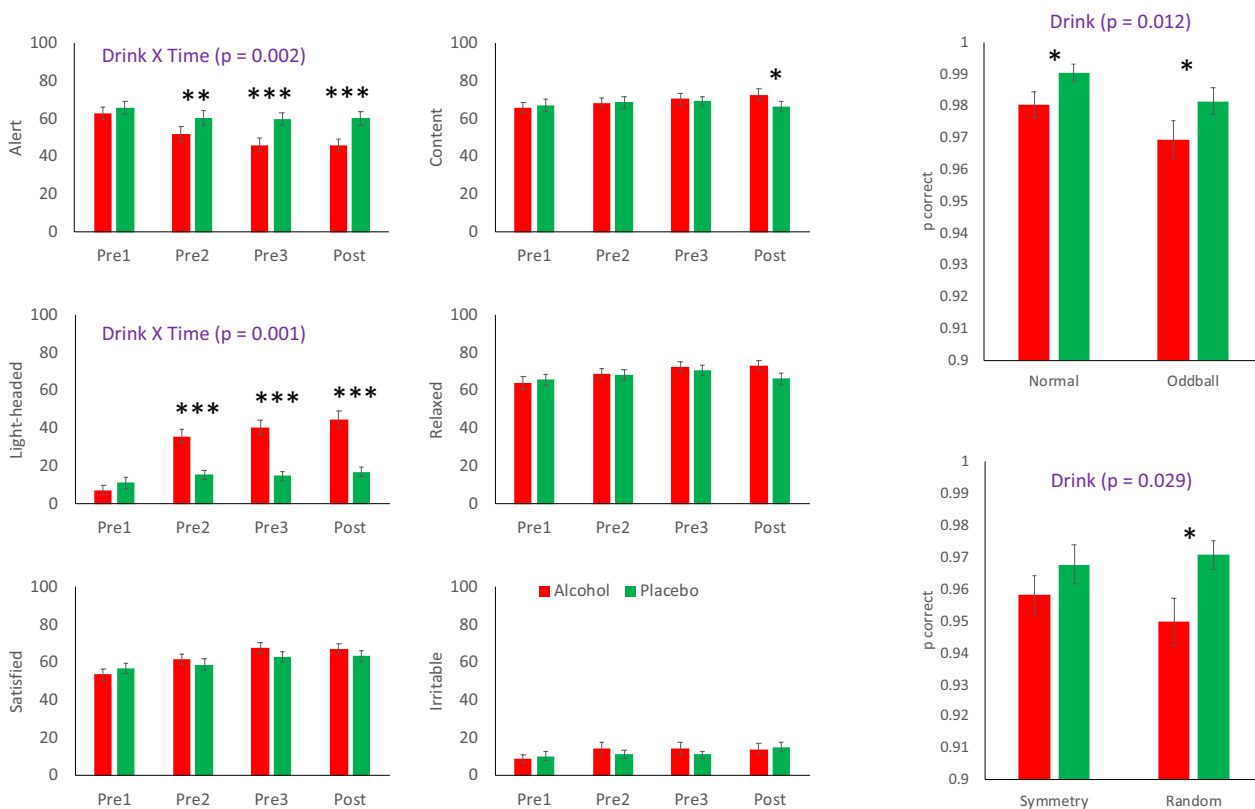 Drink X Time (p = 0.002)
100
80
60
40
20
0
Alert
** *** ***
Pre1 Pre2 Pre3 Post
100
80
60
40
20
0
Content
*
Pre1 Pre2 Pre3 Post
Drink X Time (p = 0.001)
100
80
60
40
20
0
Light-headed
*** *** ***
Pre1 Pre2 Pre3 Post
100
80
60
40
20
0
Relaxed
Pre1 Pre2 Pre3 Post
100
80
60
40
20
0
Satisfied
Pre1 Pre2 Pre3 Post
100
80
60
40
20
0
Irritable
Alcohol Placebo
Pre1 Pre2 Pre3 Post
Drink (p = 0.012)
1
0.99
0.98
0.97
0.96
0.95
0.94
0.93
0.92
0.91
0.9
p correct
* *
Normal Oddball
Drink (p = 0.029)
1
0.99
0.98
0.97
0.96
0.95
0.94
0.93
0.92
0.91
0.9
p correct
*
Symmetry Random